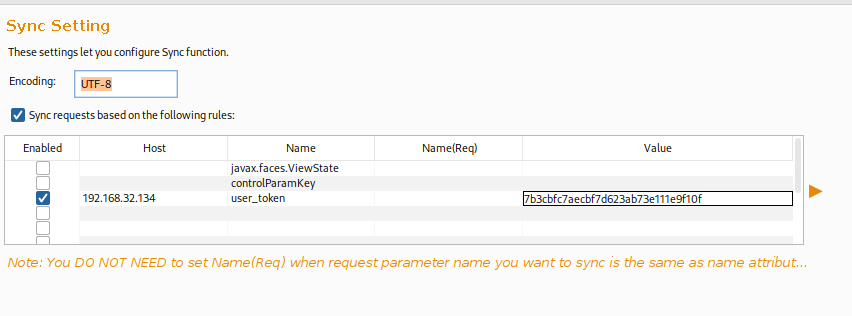 Sync Setting
These settings let you configure Sync function.
Encoding: UTF-8
Sync requests based on the following rules:
Enabled Host Name Name(Req) Value
javax.faces.ViewState
controlParamKey
192.168.32.134 user_token 7b3cbfc7aecbf7d623ab73e111e9f10f
Note: You DO NOT NEED to set Name(Req) when request parameter name you want to sync is the same as name attribut...